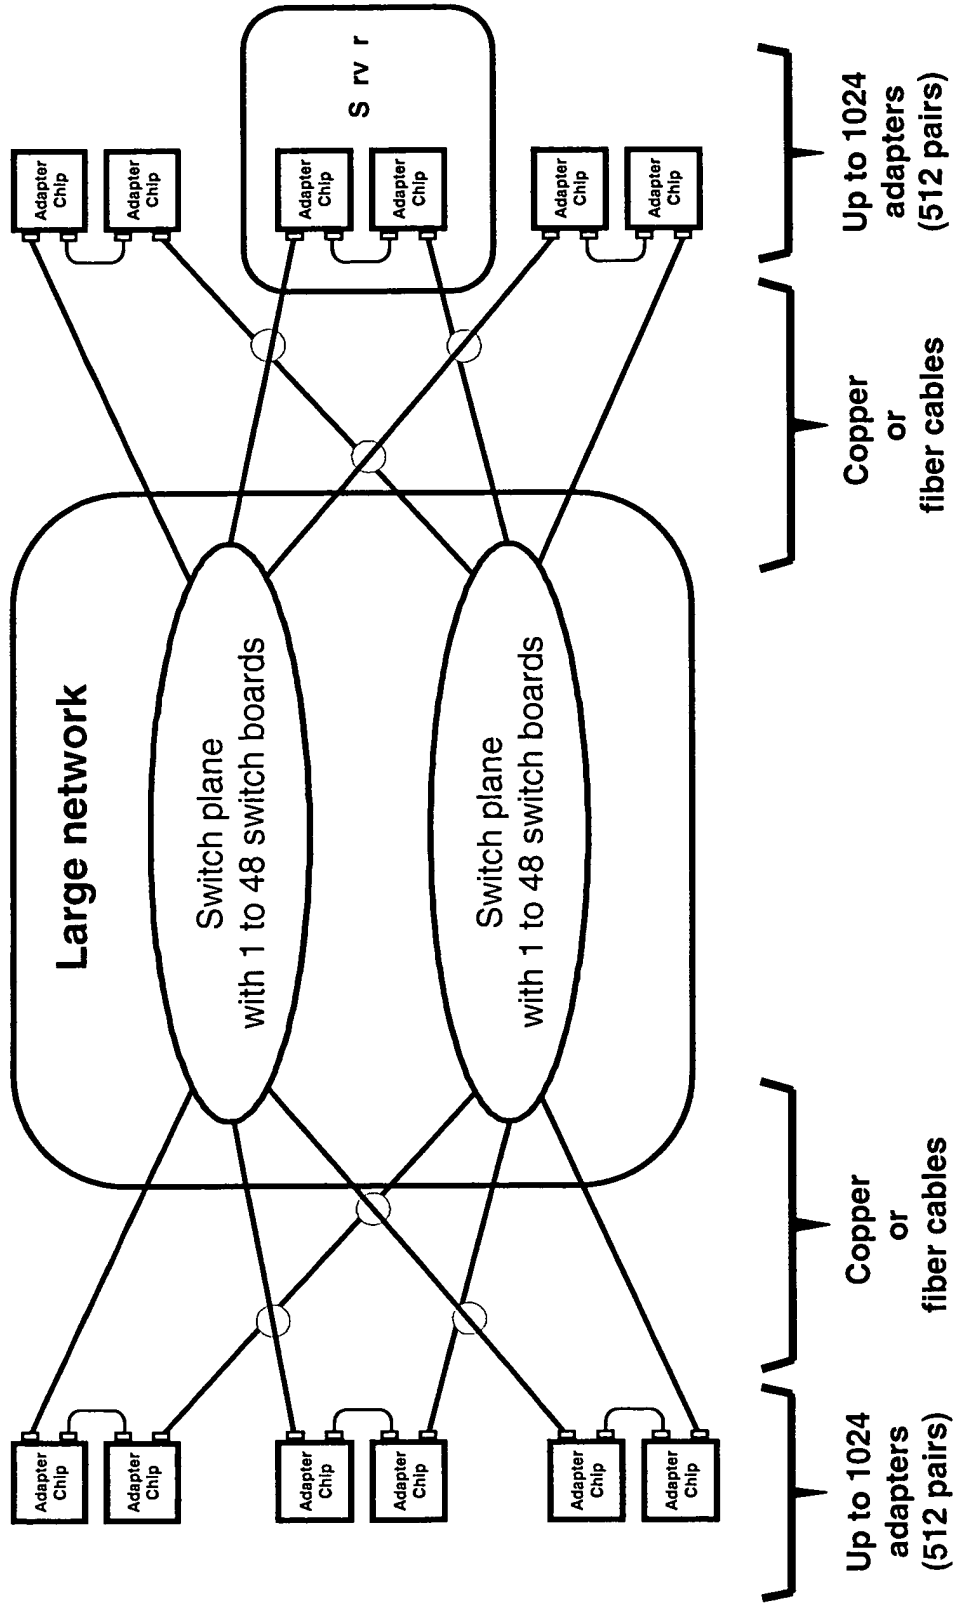 Large network
Adapter
Chip
Adapter
Chip
Adapter
Chip
Adapter
Chip
Adapter
Chip
Adapter
Chip
Switch plane
with 1 to 48 switch boards
Switch plane
with 1 to 48 switch boards
Adapter
Chip
Adapter
Chip
Adapter
Chip
Adapter
Chip
S rv r
Adapter
Chip
Adapter
Chip
Up to 1024
adapters
(512 pairs)
Copper
or
fiber cables
Copper
or
fiber cables
Up to 1024
adapters
(512 pairs)